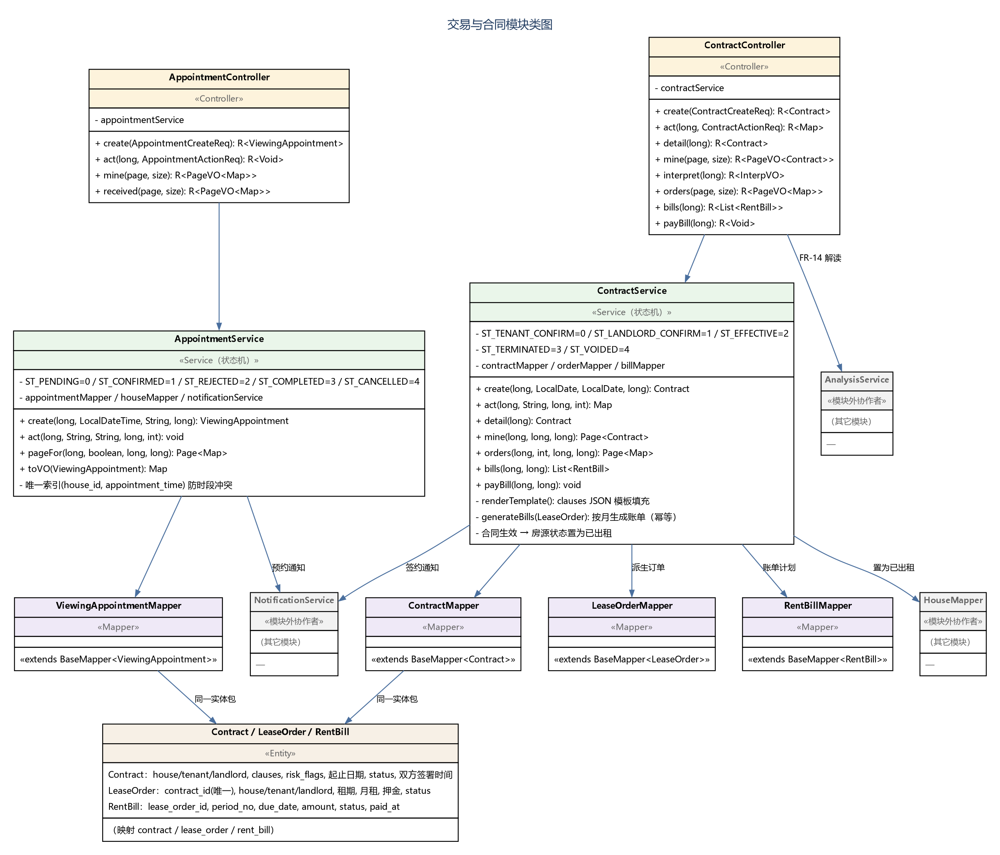 交易与合同模块类图
ContractController
«Controller»
- contractService
+ create(ContractCreateReq): R<Contract>
+ act(long, ContractActionReq): R<Map>
+ detail(long): R<Contract>
+ mine(page, size): R<PageVO<Contract>>
+ interpret(long): R<InterpVO>
+ orders(page, size): R<PageVO<Map>>
+ bills(long): R<List<RentBill>>
+ payBill(long): R<Void>
AppointmentController
«Controller»
- appointmentService
+ create(AppointmentCreateReq): R<ViewingAppointment>
+ act(long, AppointmentActionReq): R<Void>
+ mine(page, size): R<PageVO<Map>>
+ received(page, size): R<PageVO<Map>>
FR-14 解读
ContractService
«Service（状态机）»
- ST_TENANT_CONFIRM=0 / ST_LANDLORD_CONFIRM=1 / ST_EFFECTIVE=2
- ST_TERMINATED=3 / ST_VOIDED=4
- contractMapper / orderMapper / billMapper
+ create(long, LocalDate, LocalDate, long): Contract
+ act(long, String, long, int): Map
+ detail(long): Contract
+ mine(long, long, long): Page<Contract>
+ orders(long, int, long, long): Page<Map>
+ bills(long, long): List<RentBill>
+ payBill(long, long): void
- renderTemplate(): clauses JSON 模板填充
- generateBills(LeaseOrder): 按月生成账单（幂等）
- 合同生效 → 房源状态置为已出租
AppointmentService
«Service（状态机）»
- ST_PENDING=0 / ST_CONFIRMED=1 / ST_REJECTED=2 / ST_COMPLETED=3 / ST_CANCELLED=4
- appointmentMapper / houseMapper / notificationService
+ create(long, LocalDateTime, String, long): ViewingAppointment
+ act(long, String, String, long, int): void
+ pageFor(long, boolean, long, long): Page<Map>
+ toVO(ViewingAppointment): Map
- 唯一索引(house_id, appointment_time) 防时段冲突
AnalysisService
«模块外协作者»
（其它模块）
—
预约通知
签约通知
派生订单
账单计划
置为已出租
ViewingAppointmentMapper
«Mapper»
«extends BaseMapper<ViewingAppointment>»
NotificationService
«模块外协作者»
（其它模块）
—
ContractMapper
«Mapper»
«extends BaseMapper<Contract>»
LeaseOrderMapper
«Mapper»
«extends BaseMapper<LeaseOrder>»
RentBillMapper
«Mapper»
«extends BaseMapper<RentBill>»
HouseMapper
«模块外协作者»
（其它模块）
—
同一实体包
同一实体包
Contract / LeaseOrder / RentBill
«Entity»
Contract：house/tenant/landlord, clauses, risk_flags, 起止日期, status, 双方签署时间
LeaseOrder：contract_id(唯一), house/tenant/landlord, 租期, 月租, 押金, status
RentBill：lease_order_id, period_no, due_date, amount, status, paid_at
（映射 contract / lease_order / rent_bill）